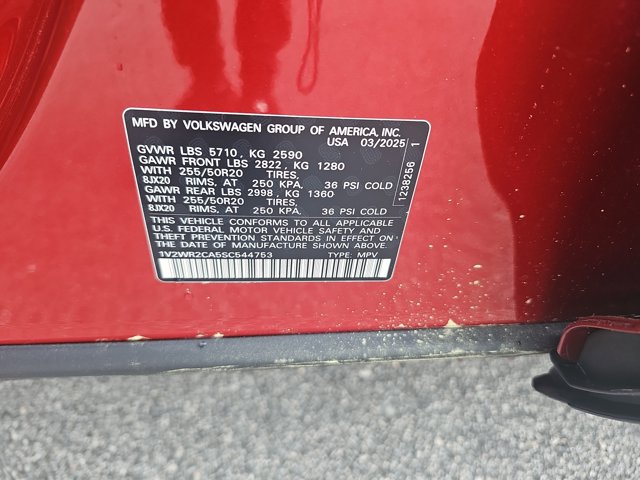 MFD BY VOLKSWAGEN GROUP OF AMERICA, INC.
USA 03/2025
GVWR LBS 5710, KG 2590
GAWR FRONT LBS 2822, KG 1280
WITH 255/50R20 TIRES,
8JX20 RIMS, AT 250 KPA, 36 PSI COLD
GAWR REAR LBS 2998, KG 1360
WITH 255/50R20 TIRES,
8JX20 RIMS, AT 250 KPA, 36 PSI COLD
THIS VEHICLE CONFORMS TO ALL APPLICABLE
U.S. FEDERAL MOTOR VEHICLE SAFETY, BUMPER AND
THEFT PREVENTION STANDARDS IN EFFECT ON
THE DATE OF MANUFACTURE SHOWN ABOVE.
1V2WR2CA5SC544753 TYPE: MPV
1238256 1